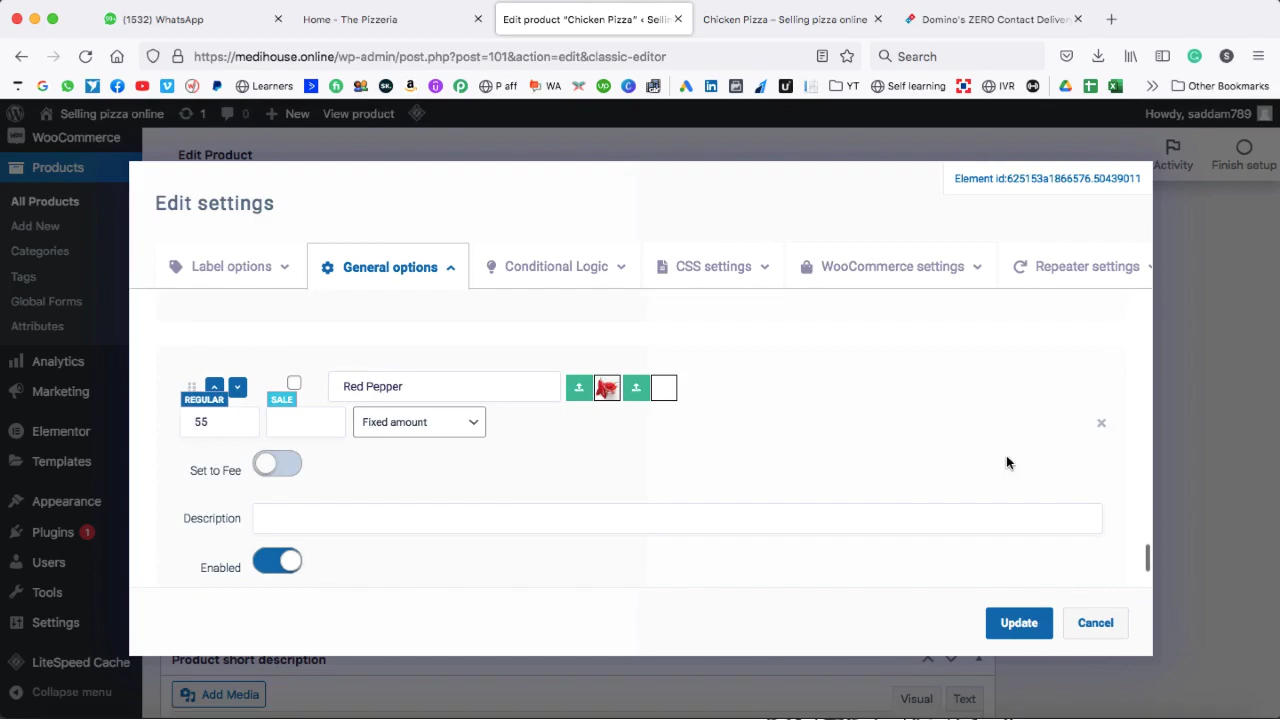 (1532) WhatsApp
Home - The Pizzeria
Edit product “Chicken Pizza” ‹ Sellin
Chicken Pizza – Selling pizza online
Domino's ZERO Contact Delivery
https://medihouse.online/wp-admin/post.php?post=101&action=edit&classic-editor
Search
Learners
P aff
WA
YT
Self learning
IVR
Other Bookmarks
Selling pizza online
1
0
New
View product
Howdy, saddam789
WooCommerce
Products
All Products
Add New
Categories
Tags
Global Forms
Attributes
Analytics
Marketing
Elementor
Templates
Appearance
Plugins 1
Users
Tools
Settings
LiteSpeed Cache
Collapse menu
Edit Product
Activity
Finish setup
Element id:625153a1866576.50439011
Edit settings
Label options
General options
Conditional Logic
CSS settings
WooCommerce settings
Repeater settings
Red Pepper
REGULAR
SALE
55
Fixed amount
Set to Fee
Description
Enabled
Update
Cancel
Product short description
Add Media
Visual
Text